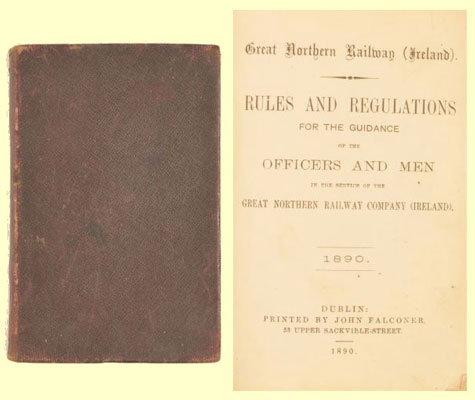 Great Northern Railway (Ireland).
RULES AND REGULATIONS
FOR THE GUIDANCE
OF THE
OFFICERS AND MEN
IN THE SERVICE OF THE
GREAT NORTHERN RAILWAY COMPANY (IRELAND).
1890.
DUBLIN:
PRINTED BY JOHN FALCONER,
53 UPPER SACKVILLE-STREET.
1890.